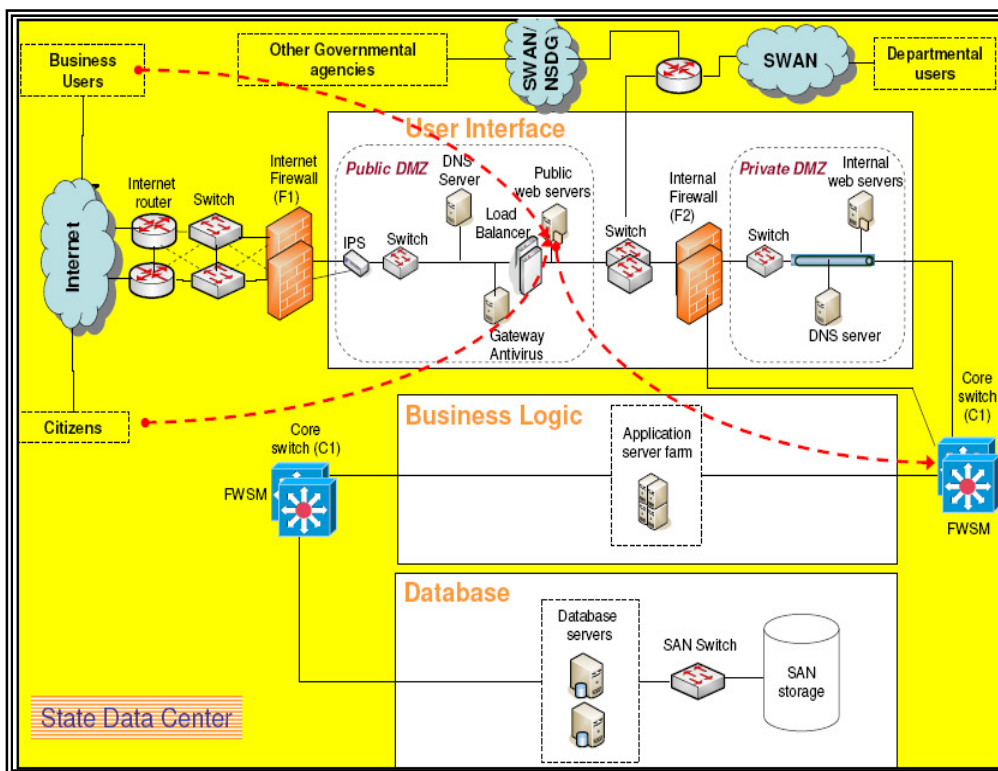 Business
Users
Other Governmental
agencies
SWAN/
NSDG
SWAN
Departmental
users
User Interface
Internet
Internet
router
Switch
Internet
Firewall
(F1)
Public DMZ
DNS
Server
Public
web servers
Load
Balancer
IPS
Switch
Gateway
Antivirus
Switch
Internal
Firewall
(F2)
Private DMZ
Internal
web servers
Switch
DNS server
Citizens
Core
switch (C1)
FWSM
Business Logic
Application
server farm
Core
switch
(C1)
FWSM
Database
Database
servers
SAN Switch
SAN
storage
State Data Center